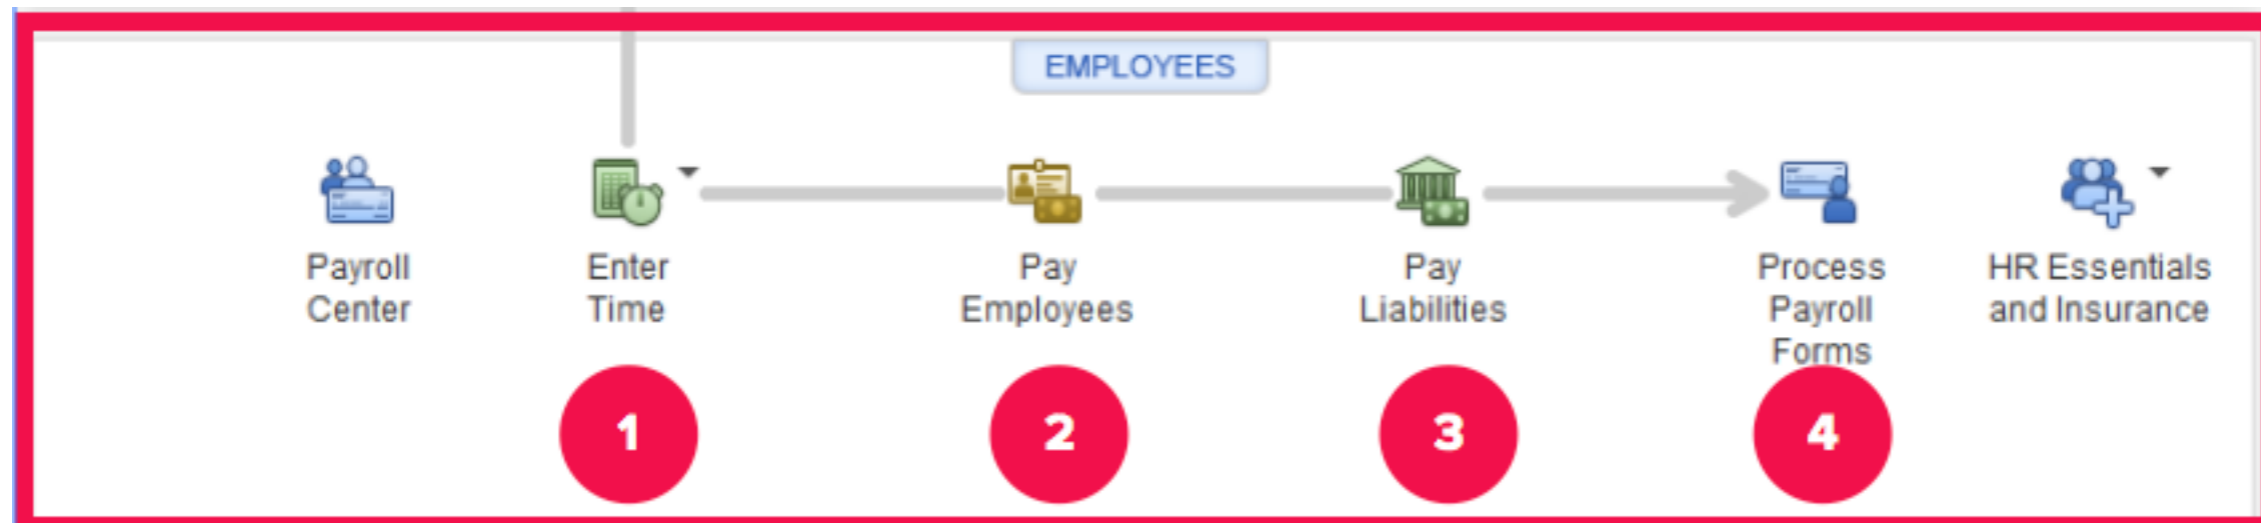 EMPLOYEES
Payroll
Center
Enter
Time
Pay
Employees
Pay
Liabilities
Process
Payroll
Forms
HR Essentials
and Insurance
1
2
3
4